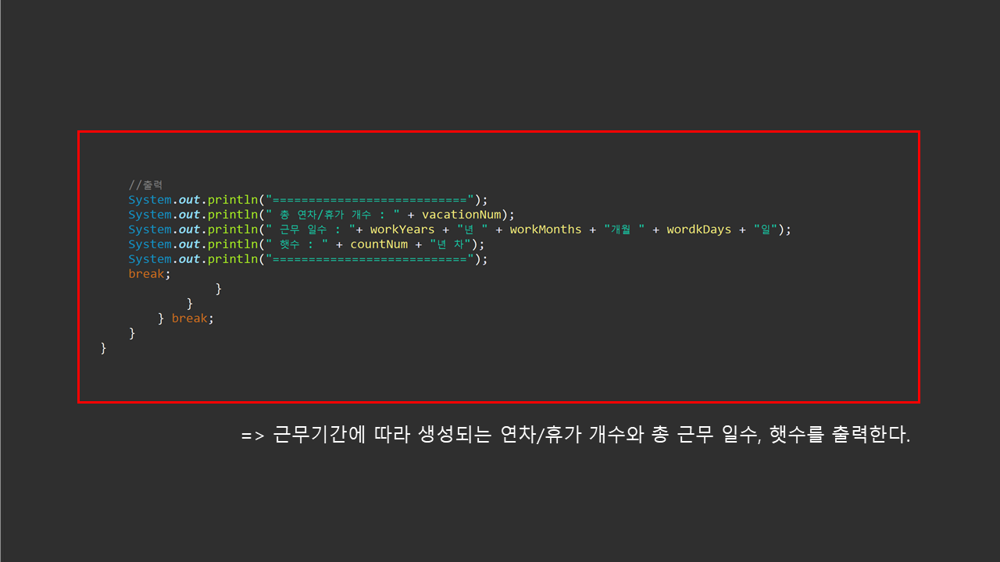 //출력
System.out.println("===========================");
System.out.println(" 총 연차/휴가 개수 : " + vacationNum);
System.out.println(" 근무 일수 : "+ workYears + "년 " + workMonths + "개월 " + wordkDays + "일");
System.out.println(" 햇수 : " + countNum + "년 차");
System.out.println("===========================");
break;
}
}
} break;
}
}
=> 근무기간에 따라 생성되는 연차/휴가 개수와 총 근무 일수, 햇수를 출력한다.